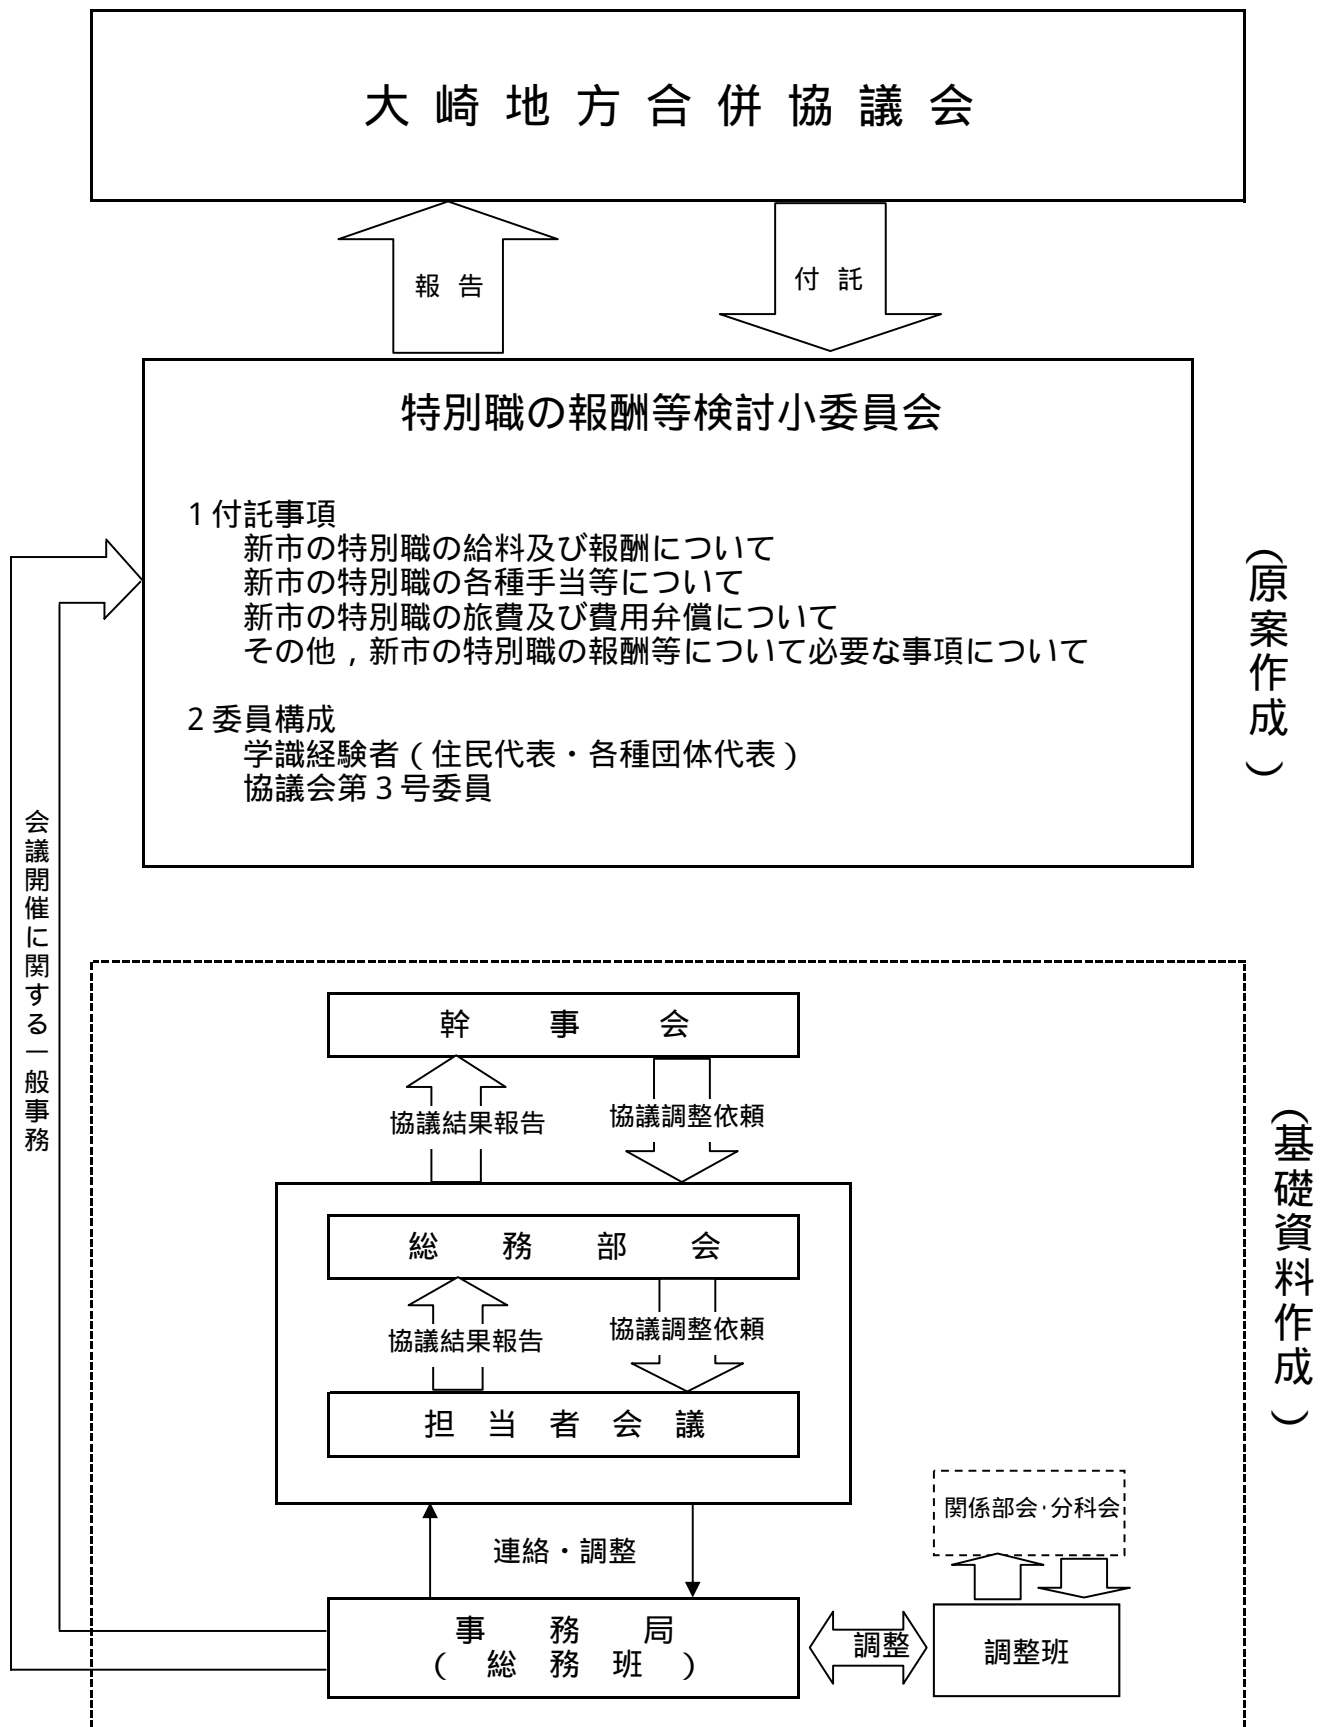 大崎地方合併協議会
報告
付託
特別職の報酬等検討小委員会
1付託事項
新市の特別職の給料及び報酬について
新市の特別職の各種手当等について
新市の特別職の旅費及び費用弁償について
その他，新市の特別職の報酬等について必要な事項について
2委員構成
学識経験者（住民代表・各種団体代表）
協議会第３号委員
（原案作成）
会議開催に関する一般事務
幹事会
協議結果報告
協議調整依頼
総務部会
協議結果報告
協議調整依頼
担当者会議
（基礎資料作成）
関係部会・分科会
連絡・調整
事務局
（総務班）
調整
調整班